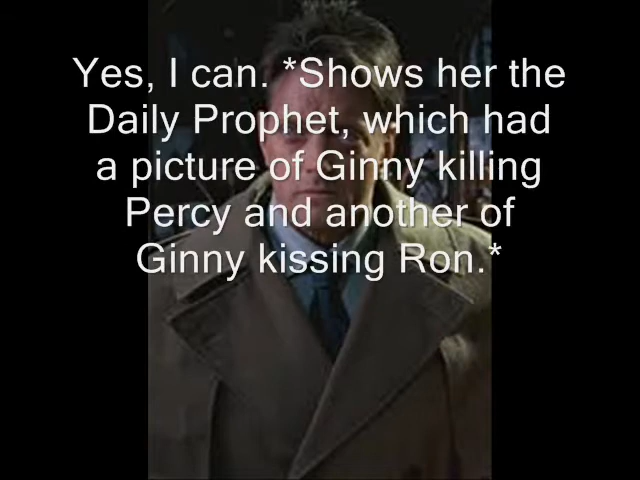 Yes, I can. *Shows her the
Daily Prophet, which had
a picture of Ginny killing
Percy and another of
Ginny kissing Ron.*